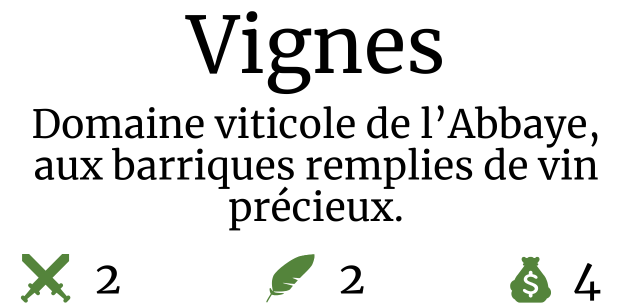 Vignes
Domaine viticole de l’Abbaye,
aux barriques remplies de vin
précieux.
2 2 $ 4